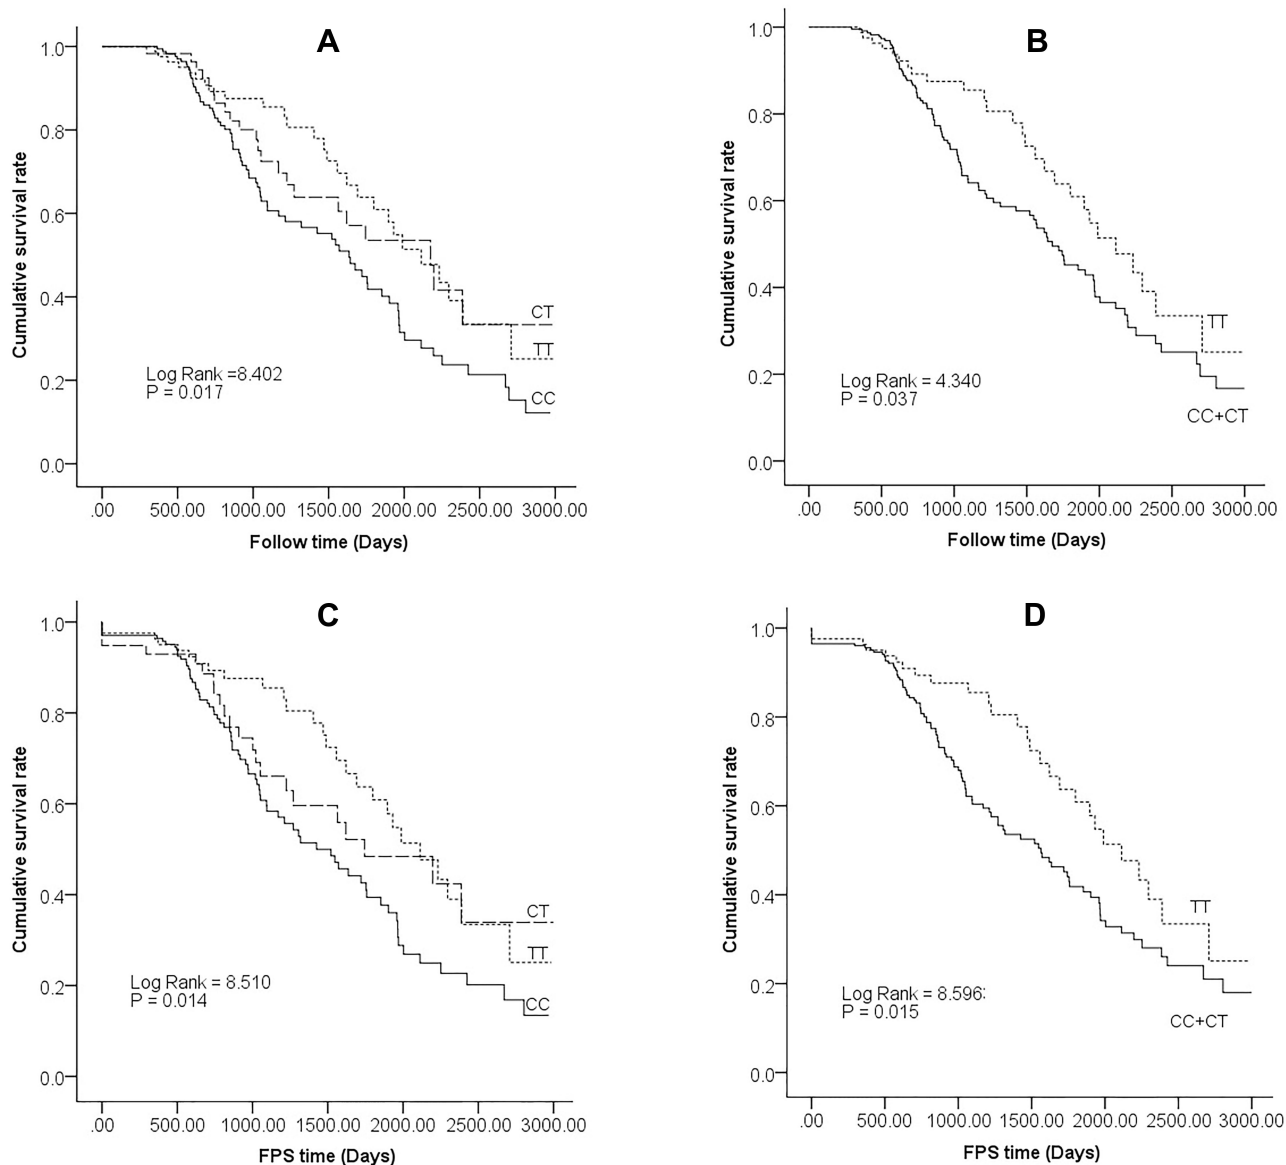 A
Cumulative survival rate
1.0
0.8
0.6
0.4
0.2
0.0
CT
TT
CC
Log Rank =8.402
P = 0.017
.00 500.00 1000.00 1500.00 2000.00 2500.00 3000.00
Follow time (Days)
B
Cumulative survival rate
1.0
0.8
0.6
0.4
0.2
0.0
TT
Log Rank = 4.340
P = 0.037
CC+CT
.00 500.00 1000.00 1500.00 2000.00 2500.00 3000.00
Follow time (Days)
C
Cumulative survival rate
1.0
0.8
0.6
0.4
0.2
0.0
CT
TT
CC
Log Rank = 8.510
P = 0.014
.00 500.00 1000.00 1500.00 2000.00 2500.00 3000.00
FPS time (Days)
D
Cumulative survival rate
1.0
0.8
0.6
0.4
0.2
0.0
TT
Log Rank = 8.596
P = 0.015
CC+CT
.00 500.00 1000.00 1500.00 2000.00 2500.00 3000.00
FPS time (Days)